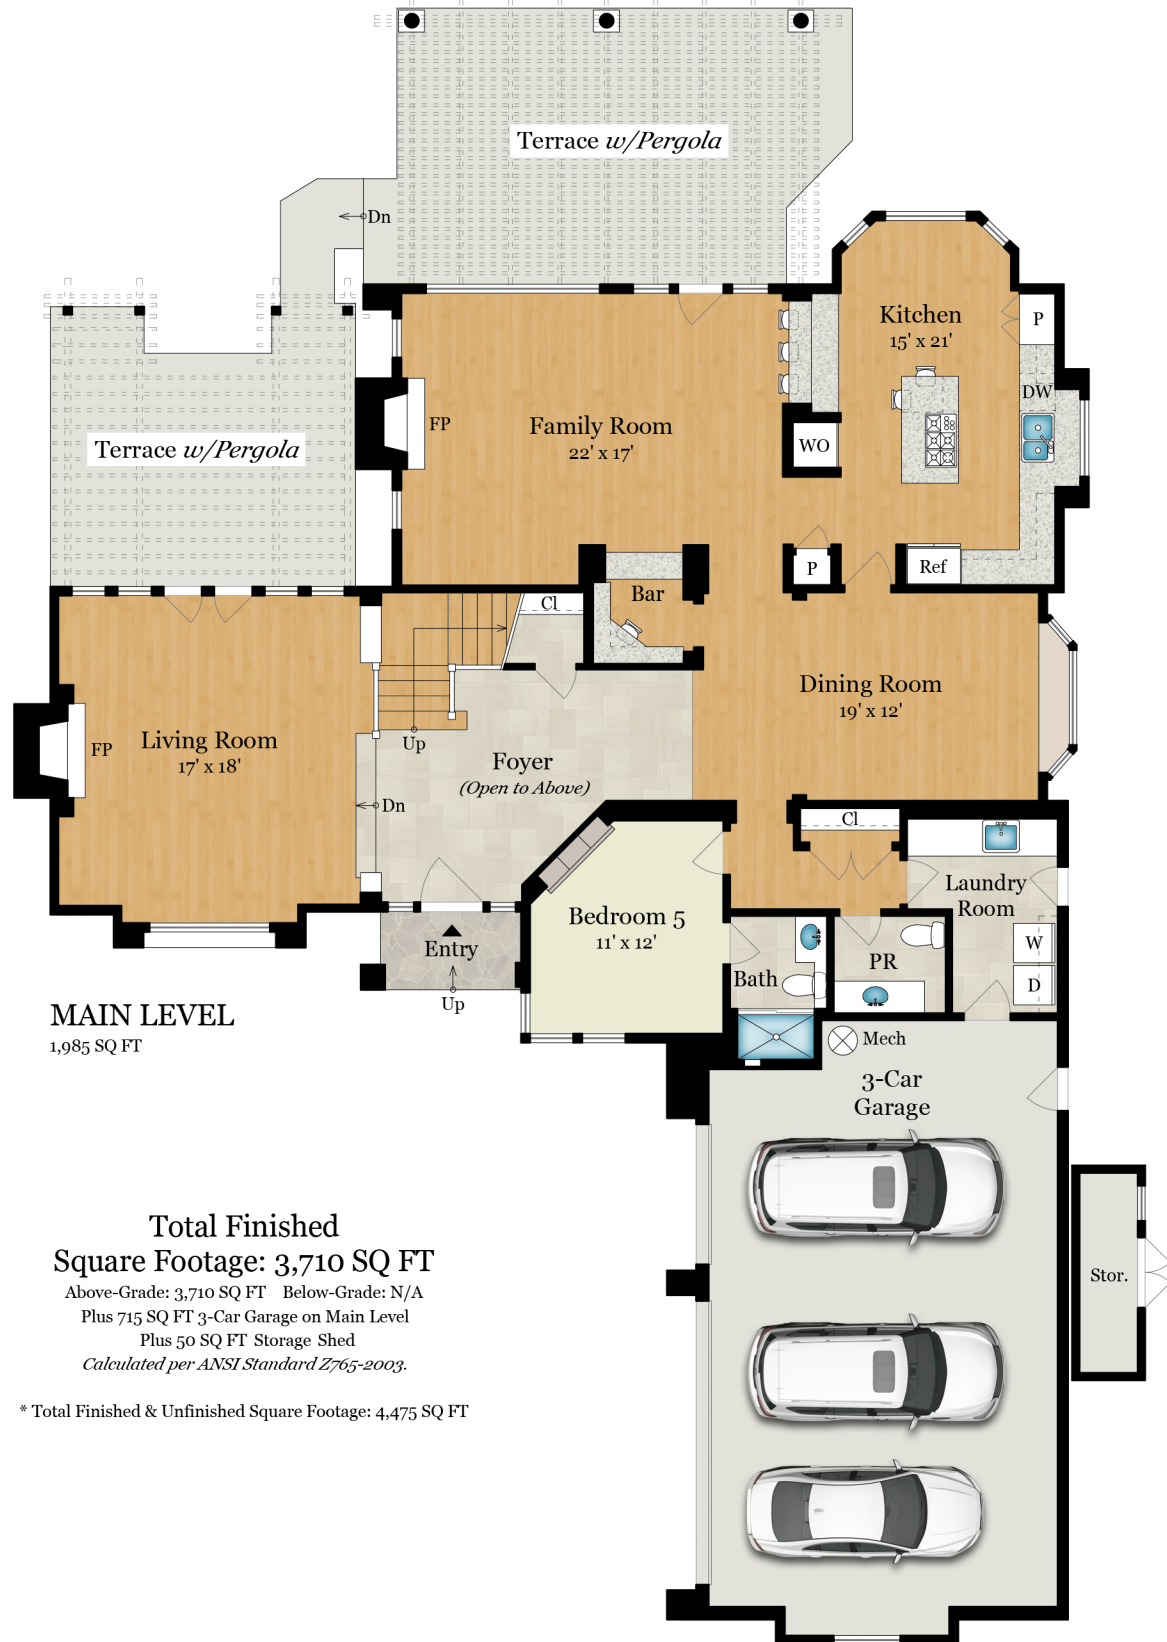 Terrace w/Pergola
Dn
Kitchen
15' x 21'
P
DW
Family Room
22' x 17'
FP
WO
Terrace w/Pergola
P
Ref
Bar
Cl
Dining Room
19' x 12'
Living Room
17' x 18'
FP
Up
Foyer
(Open to Above)
Dn
Cl
Laundry
Room
Bedroom 5
11' x 12'
Entry
Up
Bath
PR
W
D
MAIN LEVEL
1,985 SQ FT
Mech
3-Car
Garage
Stor.
Total Finished
Square Footage: 3,710 SQ FT
Above-Grade: 3,710 SQ FT Below-Grade: N/A
Plus 715 SQ FT 3-Car Garage on Main Level
Plus 50 SQ FT Storage Shed
Calculated per ANSI Standard Z765-2003.
* Total Finished & Unfinished Square Footage: 4,475 SQ FT